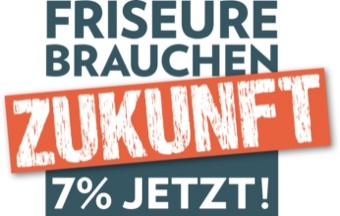 FRISEURE
BRAUCHEN
ZUKUNFT
7% JETZT!